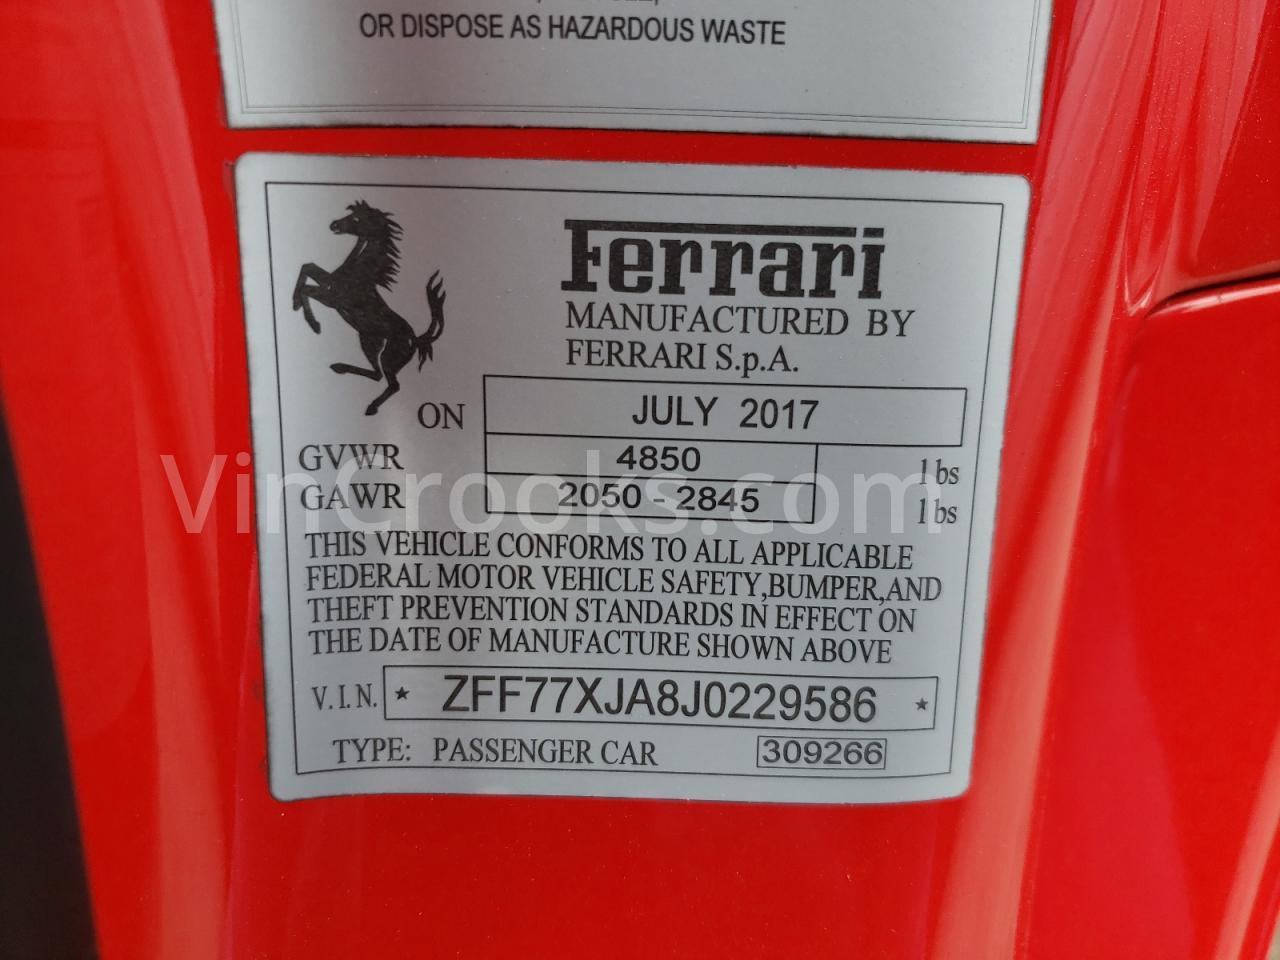 OR DISPOSE AS HAZARDOUS WASTE
Ferrari
MANUFACTURED BY
FERRARI S.p.A.
ON JULY 2017
GVWR 4850 lbs
GAWR 2050 - 2845 lbs
VinCrooks.com
THIS VEHICLE CONFORMS TO ALL APPLICABLE
FEDERAL MOTOR VEHICLE SAFETY,BUMPER,AND
THEFT PREVENTION STANDARDS IN EFFECT ON
THE DATE OF MANUFACTURE SHOWN ABOVE
V.I.N. * ZFF77XJA8J0229586 *
TYPE: PASSENGER CAR 309266